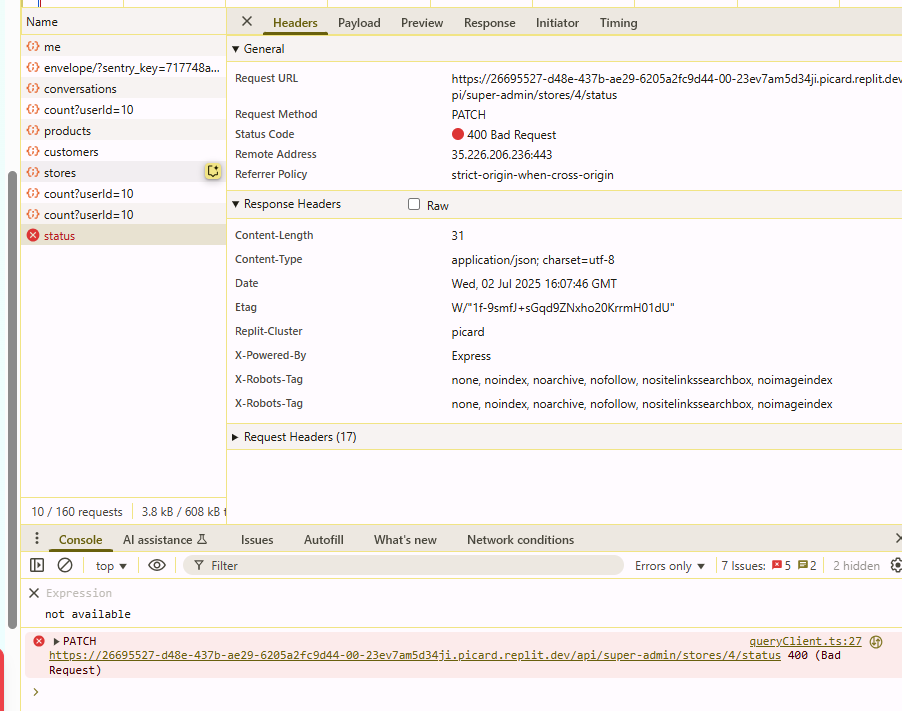 Name
me
envelope/?sentry_key=717748a...
conversations
count?userId=10
products
customers
stores
count?userId=10
count?userId=10
status
10 / 160 requests
3.8 kB / 608 kB t
Headers
Payload
Preview
Response
Initiator
Timing
General
Request URL
https://26695527-d48e-437b-ae29-6205a2fc9d44-00-23ev7am5d34ji.picard.replit.dev
pi/super-admin/stores/4/status
Request Method
PATCH
Status Code
400 Bad Request
Remote Address
35.226.206.236:443
Referrer Policy
strict-origin-when-cross-origin
Response Headers
Raw
Content-Length
31
Content-Type
application/json; charset=utf-8
Date
Wed, 02 Jul 2025 16:07:46 GMT
Etag
W/"1f-9smfJ+sGqd9ZNxho20KrrmH01dU"
Replit-Cluster
picard
X-Powered-By
Express
X-Robots-Tag
none, noindex, noarchive, nofollow, nositelinkssearchbox, noimageindex
X-Robots-Tag
none, noindex, noarchive, nofollow, nositelinkssearchbox, noimageindex
Request Headers (17)
Console
AI assistance
Issues
Autofill
What's new
Network conditions
top
Filter
Errors only
7 Issues:
5
2
2 hidden
Expression
not available
PATCH
queryClient.ts:27
https://26695527-d48e-437b-ae29-6205a2fc9d44-00-23ev7am5d34ji.picard.replit.dev/api/super-admin/stores/4/status 400 (Bad
Request)